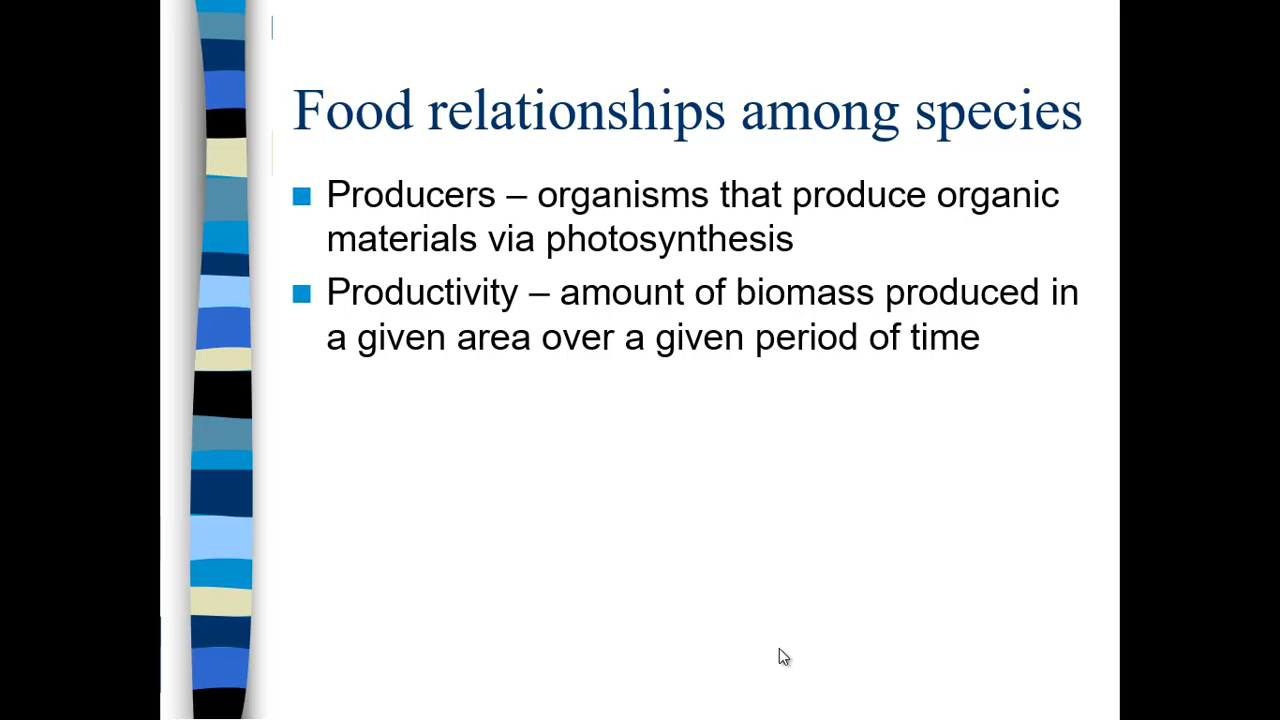 Food relationships among species
Producers – organisms that produce organic
materials via photosynthesis
Productivity – amount of biomass produced in
a given area over a given period of time